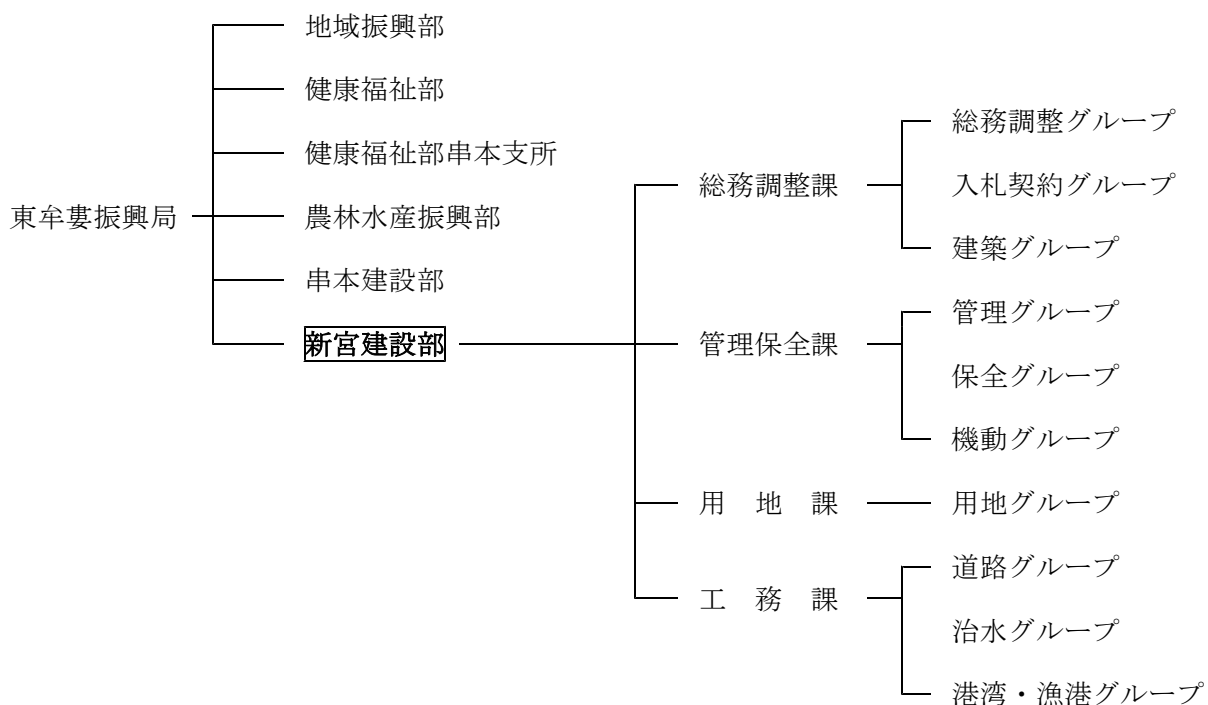 東牟婁振興局
地域振興部
健康福祉部
健康福祉部串本支所
農林水産振興部
串本建設部
新宮建設部
総務調整課
総務調整グループ
入札契約グループ
建築グループ
管理保全課
管理グループ
保全グループ
機動グループ
用　地　課
用地グループ
工　務　課
道路グループ
治水グループ
港湾・漁港グループ